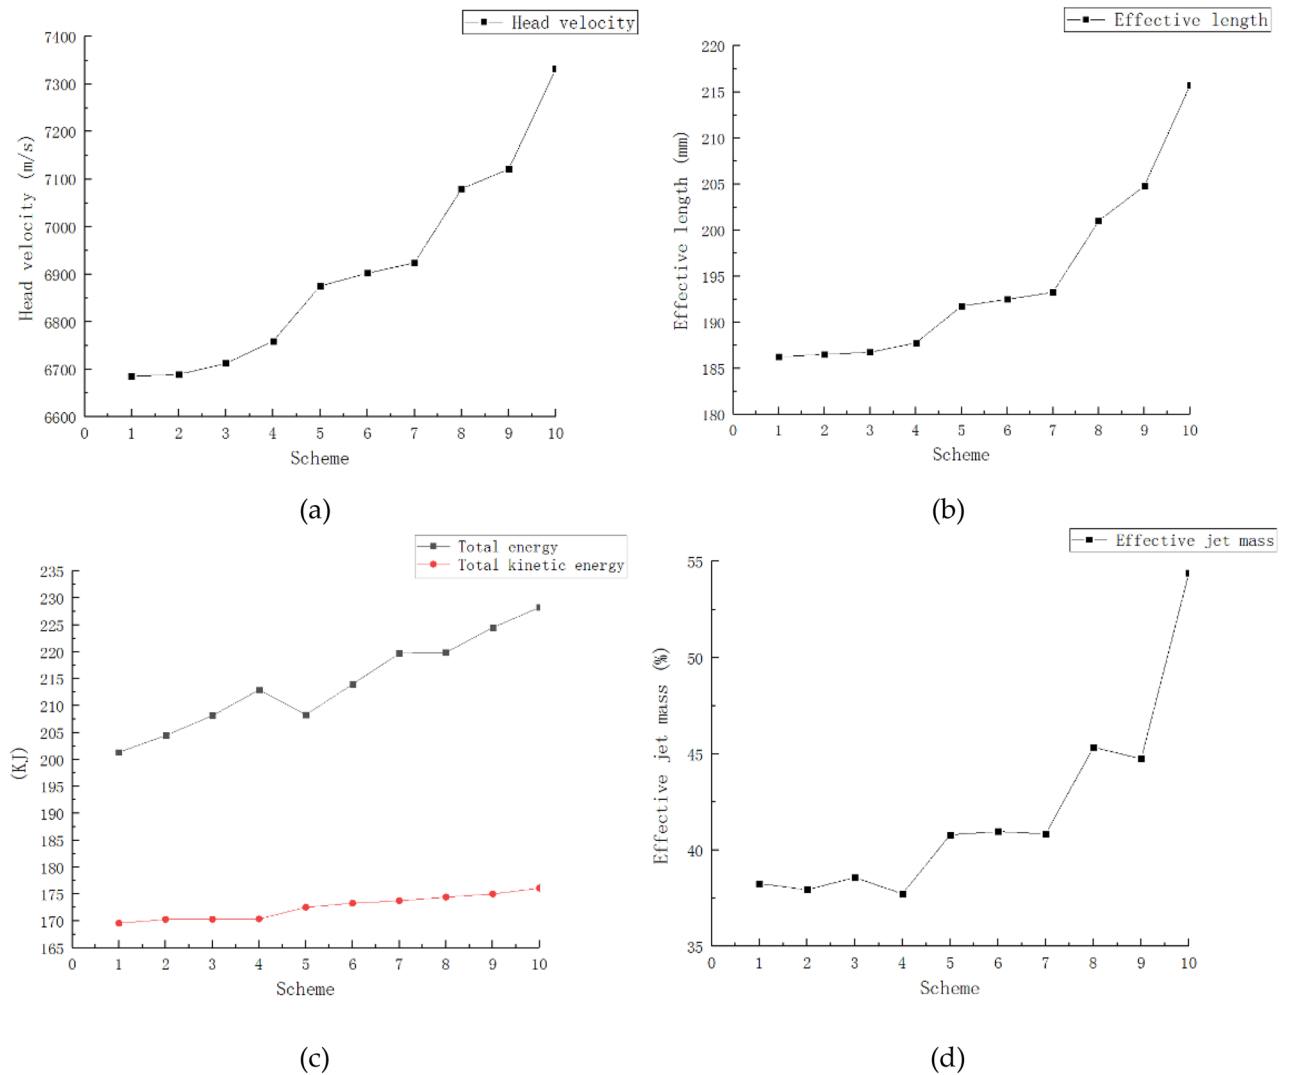 Head velocity
7400
7300
7200
7100
7000
6900
6800
6700
6600
Head velocity (m/s)
0 1 2 3 4 5 6 7 8 9 10
Scheme
(a)
Effective length
220
215
210
205
200
195
190
185
180
Effective length (mm)
0 1 2 3 4 5 6 7 8 9 10
Scheme
(b)
Total energy
Total kinetic energy
235
230
225
220
215
210
205
200
195
190
185
180
175
170
165
(KJ)
0 1 2 3 4 5 6 7 8 9 10
Scheme
(c)
Effective jet mass
55
50
45
40
35
Effective jet mass (%)
0 1 2 3 4 5 6 7 8 9 10
Scheme
(d)